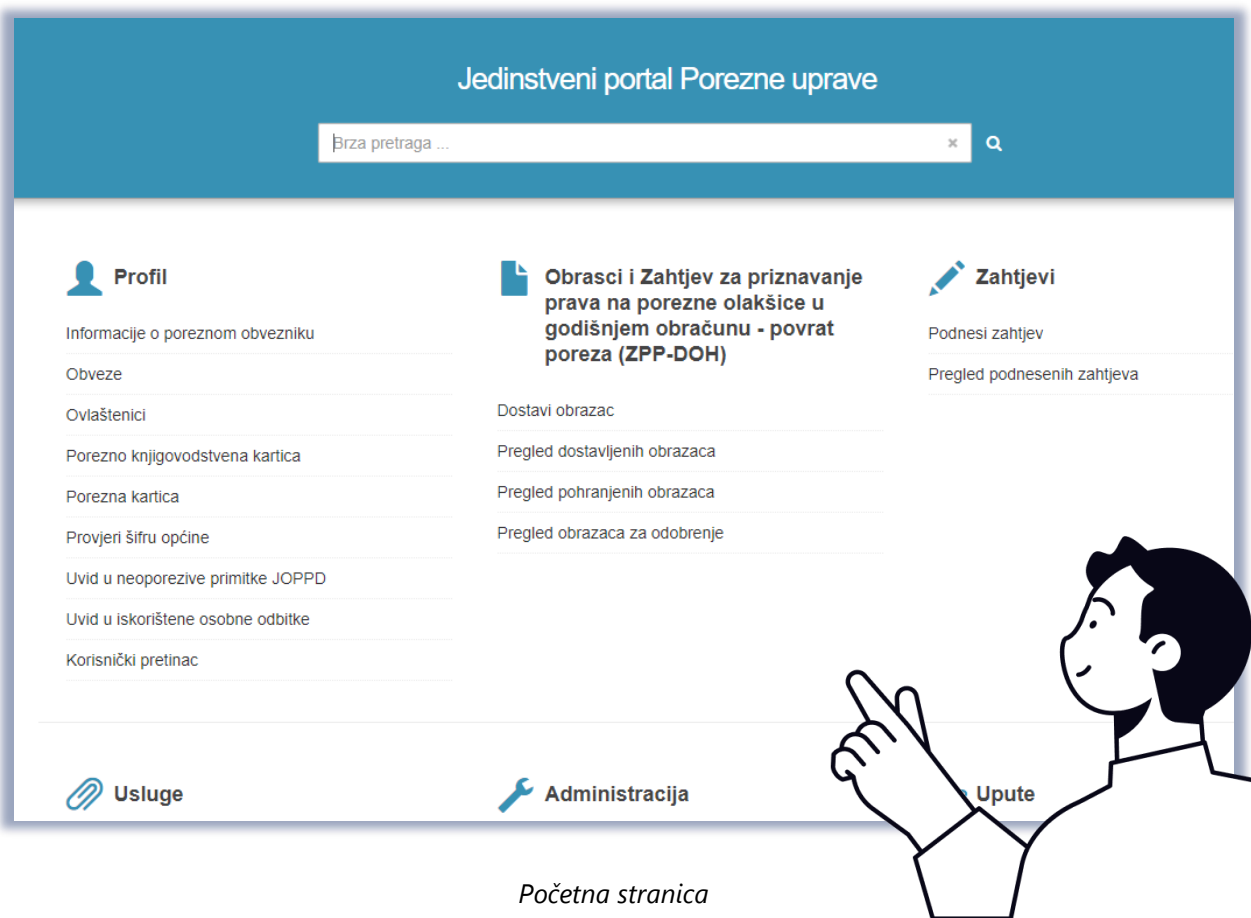 Jedinstveni portal Porezne uprave
Brza pretraga ...
Profil
Informacije o poreznom obvezniku
Obveze
Ovlaštenici
Porezno knjigovodstvena kartica
Porezna kartica
Provjeri šifru općine
Uvid u neoporezive primitke JOPPD
Uvid u iskorištene osobne odbitke
Korisnički pretinac
Obrasci i Zahtjev za priznavanje
prava na porezne olakšice u
godišnjem obračunu - povrat
poreza (ZPP-DOH)
Dostavi obrazac
Pregled dostavljenih obrazaca
Pregled pohranjenih obrazaca
Pregled obrazaca za odobrenje
Zahtjevi
Podnesi zahtjev
Pregled podnesenih zahtjeva
Usluge
Administracija
Upute
Početna stranica